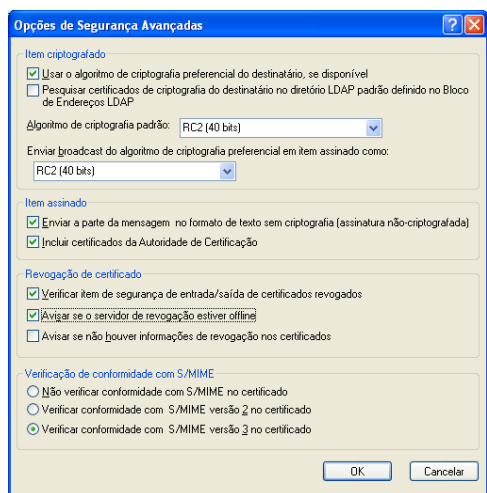 Opções de Segurança Avançadas
Item criptografado
Usar o algoritmo de criptografia preferencial do destinatário, se disponível
Pesquisar certificados de criptografia do destinatário no diretório LDAP padrão definido no Bloco
de Endereços LDAP
Algoritmo de criptografia padrão: RC2 (40 bits)
Enviar broadcast do algoritmo de criptografia preferencial em item assinado como:
RC2 (40 bits)
Item assinado
Enviar a parte da mensagem no formato de texto sem criptografia (assinatura não-criptografada)
Incluir certificados da Autoridade de Certificação
Revogação de certificado
Verificar item de segurança de entrada/saída de certificados revogados
Avisar se o servidor de revogação estiver offline
Avisar se não houver informações de revogação nos certificados
Verificação de conformidade com S/MIME
Não verificar conformidade com S/MIME no certificado
Verificar conformidade com S/MIME versão 2 no certificado
Verificar conformidade com S/MIME versão 3 no certificado
OK Cancelar